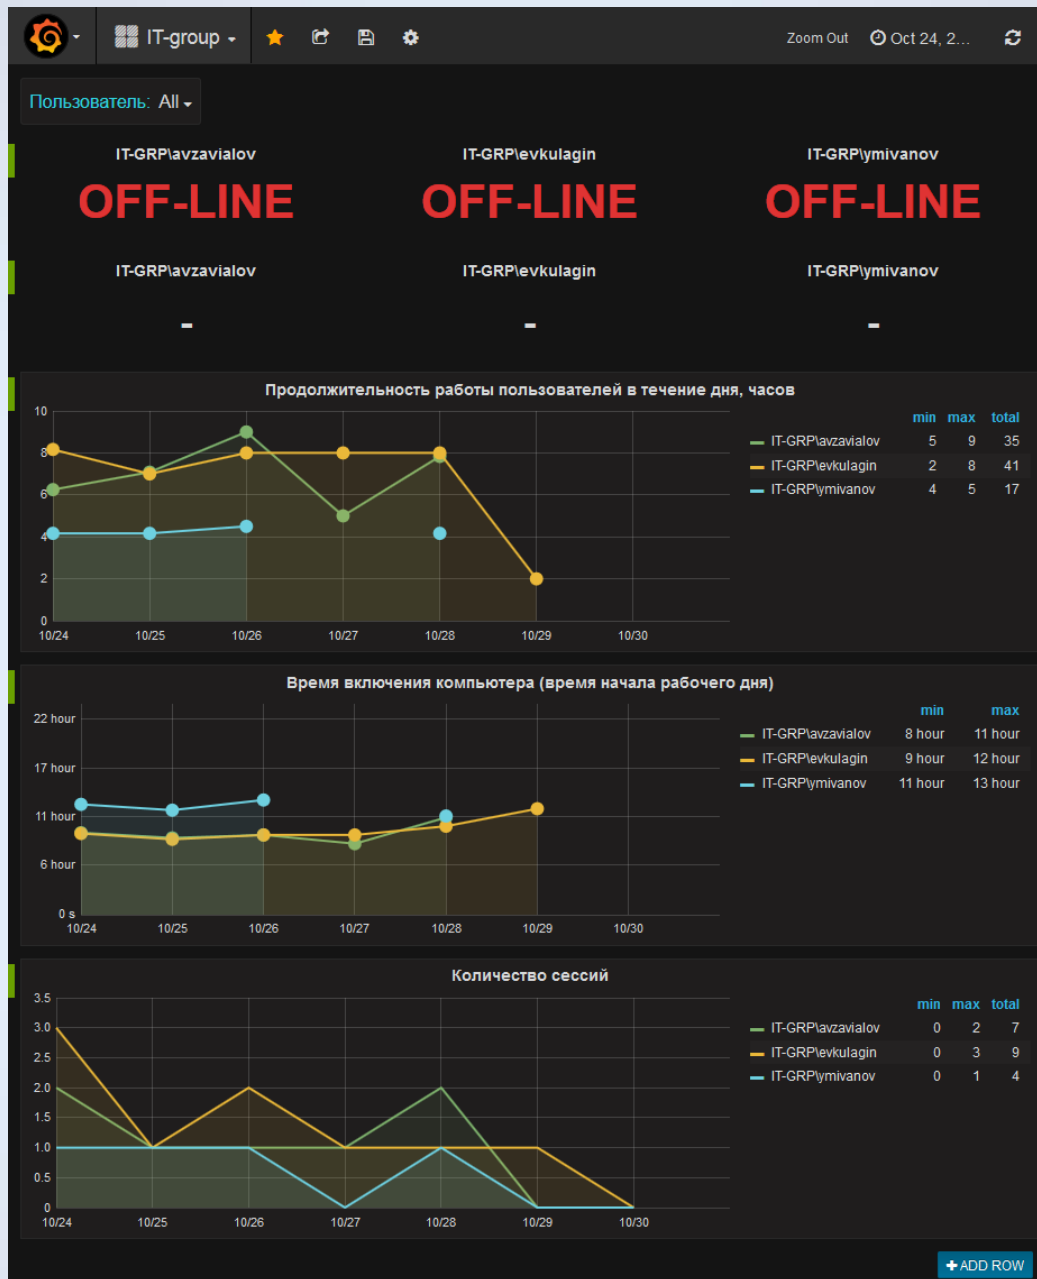 IT-group
Zoom Out
Oct 24, 2...
Пользователь: All
IT-GRP\avzavialov IT-GRP\evkulagin IT-GRP\ymivanov
OFF-LINE OFF-LINE OFF-LINE
IT-GRP\avzavialov IT-GRP\evkulagin IT-GRP\ymivanov
- - -
Продолжительность работы пользователей в течение дня, часов
10
8
6
4
2
0
10/24 10/25 10/26 10/27 10/28 10/29 10/30
min max total
IT-GRP\avzavialov 5 9 35
IT-GRP\evkulagin 2 8 41
IT-GRP\ymivanov 4 5 17
Время включения компьютера (время начала рабочего дня)
22 hour
17 hour
11 hour
6 hour
0 s
10/24 10/25 10/26 10/27 10/28 10/29 10/30
min max
IT-GRP\avzavialov 8 hour 11 hour
IT-GRP\evkulagin 9 hour 12 hour
IT-GRP\ymivanov 11 hour 13 hour
Количество сессий
3.5
3.0
2.5
2.0
1.5
1.0
0.5
0
10/24 10/25 10/26 10/27 10/28 10/29 10/30
min max total
IT-GRP\avzavialov 0 2 7
IT-GRP\evkulagin 0 3 9
IT-GRP\ymivanov 0 1 4
+ ADD ROW